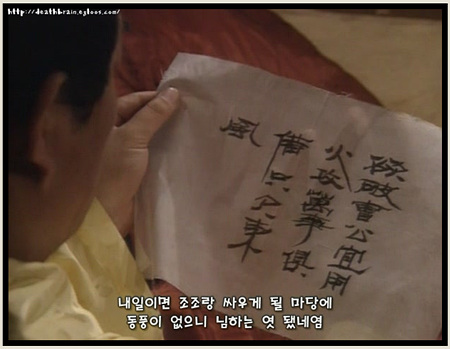 http://deathbrain.egloos.com/
欲破曹公宜用
火攻萬事俱
備只欠東
風
내일이면 조조랑 싸우게 될 마당에
동풍이 없으니 님하는 엿 됐네염